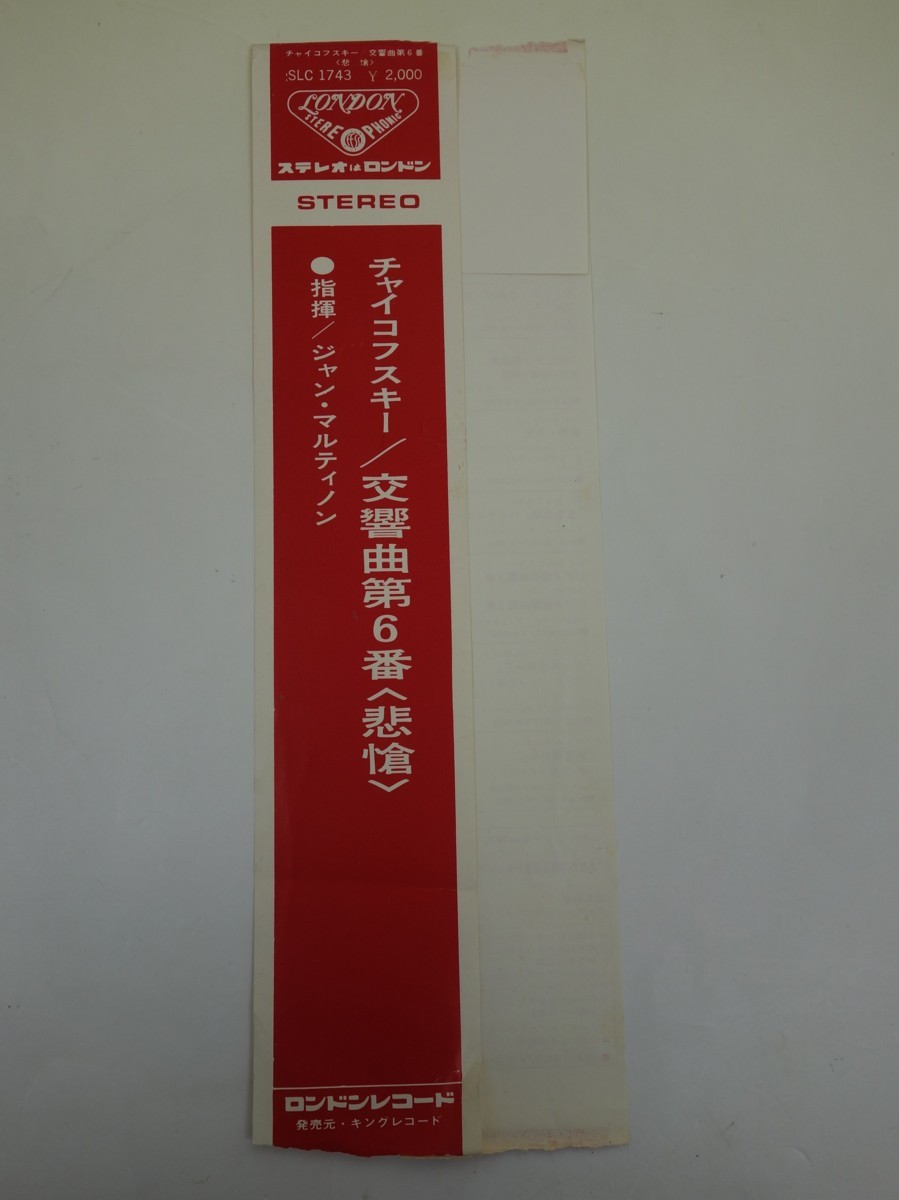 チャイコフスキー 交響曲第6番
〈悲愴〉
SLC 1743 ¥ 2,000
LONDON
STEREOPHONIC
ステレオはロンドン
STEREO
チャイコフスキー/交響曲第6番〈悲愴〉
●指揮/ジャン・マルティノン
ロンドンレコード
発売元・キングレコード